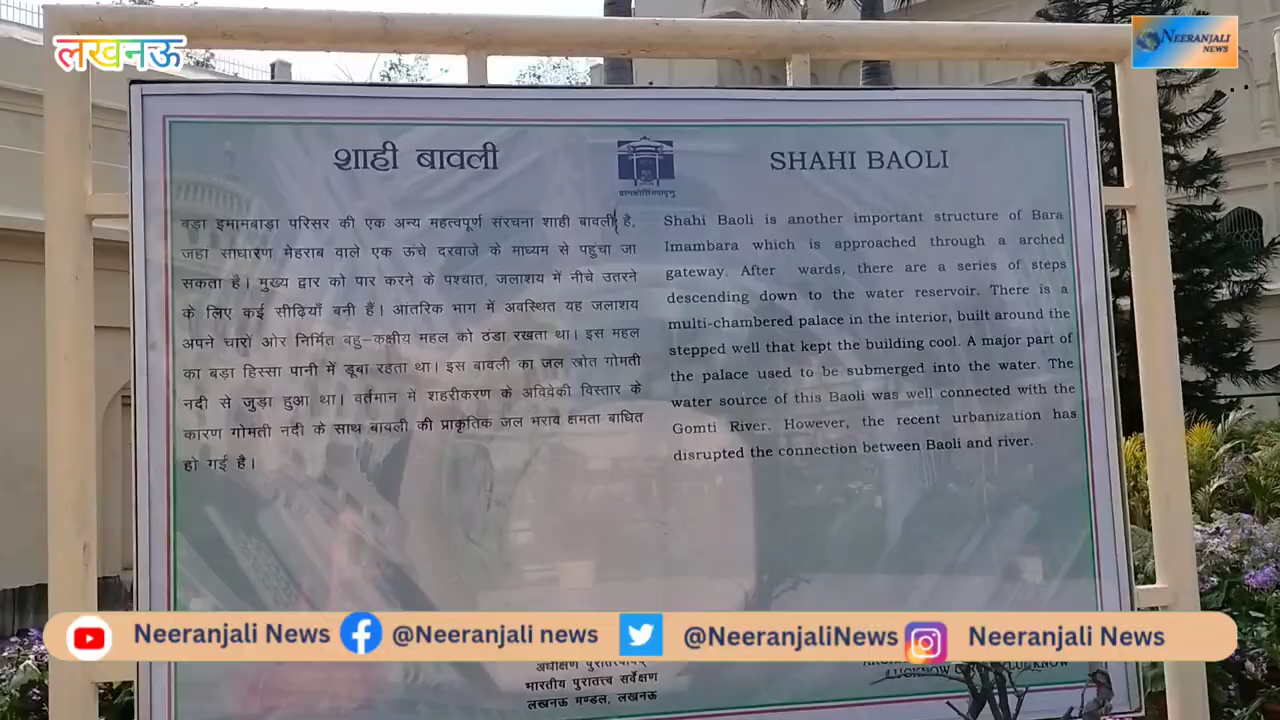 लखनऊ
NEERANJALI
NEWS
शाही बावली
बड़ा इमामबाड़ा परिसर की एक अन्य महत्वपूर्ण संरचना शाही बावली है,
जहां साधारण मेहराब वाले एक ऊंचे दरवाजे के माध्यम से पहुंचा जा
सकता है। मुख्य द्वार को पार करने के पश्चात, जलाशय में नीचे उतरने
के लिए कई सीढ़ियाँ बनी हैं। आंतरिक भाग में अवस्थित यह जलाशय
अपने चारों ओर निर्मित बहु-कक्षीय महल को ठंडा रखता था। इस महल
का बड़ा हिस्सा पानी में डूबा रहता था। इस बावली का जल स्त्रोत गोमती
नदी से जुड़ा हुआ था। वर्तमान में शहरीकरण के अविवेकी विस्तार के
कारण गोमती नदी के साथ बावली की प्राकृतिक जल भराव क्षमता बाधित
हो गई है।
SHAHI BAOLI
Shahi Baoli is another important structure of Bara
Imambara which is approached through a arched
gateway. After wards, there are a series of steps
descending down to the water reservoir. There is a
multi-chambered palace in the interior, built around the
stepped well that kept the building cool. A major part of
the palace used to be submerged into the water. The
water source of this Baoli was well connected with the
Gomti River. However, the recent urbanization has
disrupted the connection between Baoli and river.
Neeranjali News
@Neeranjali news
@NeeranjaliNews
Neeranjali News
अधीक्षण पुरातत्वविद्
भारतीय पुरातत्त्व सर्वेक्षण
लखनऊ मण्डल, लखनऊ
LUCKNOW